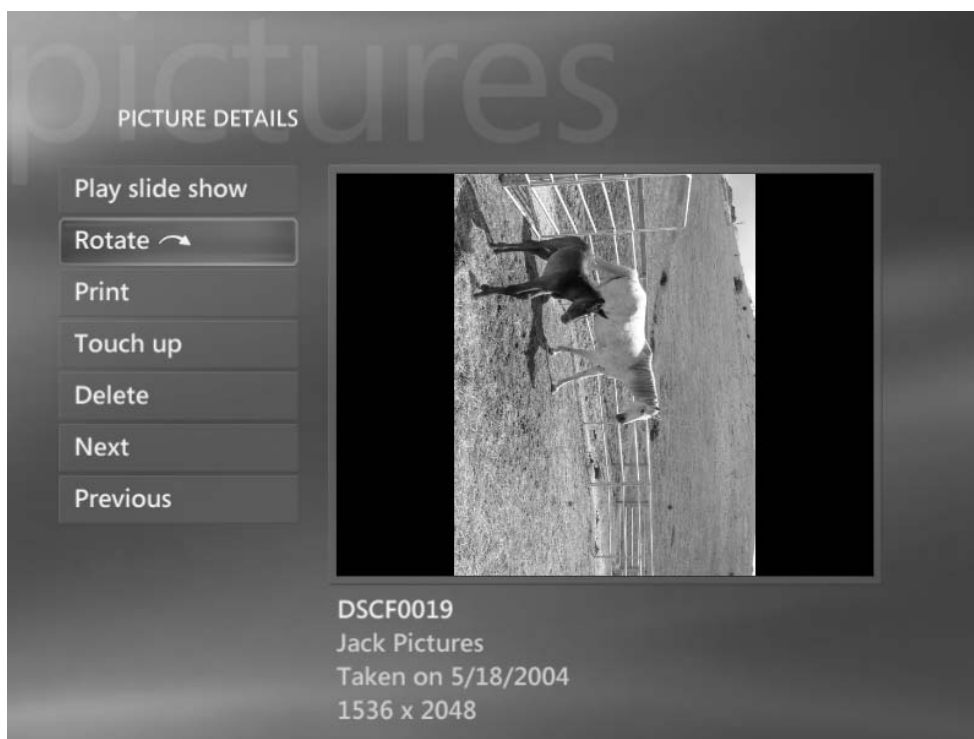 pictures
PICTURE DETAILS
Play slide show
Rotate
Print
Touch up
Delete
Next
Previous
DSCF0019
Jack Pictures
Taken on 5/18/2004
1536 x 2048